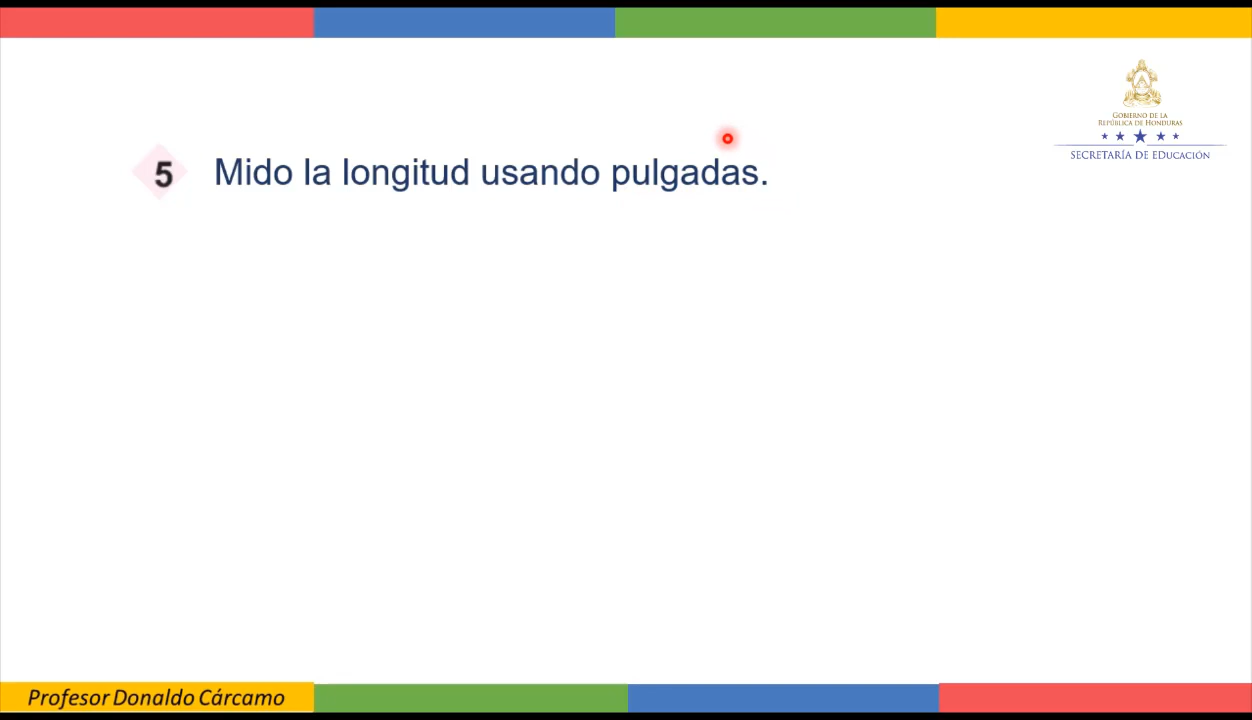 GOBIERNO DE LA
REPÚBLICA DE HONDURAS
SECRETARÍA DE EDUCACIÓN
5 Mido la longitud usando pulgadas.
Profesor Donaldo Cárcamo